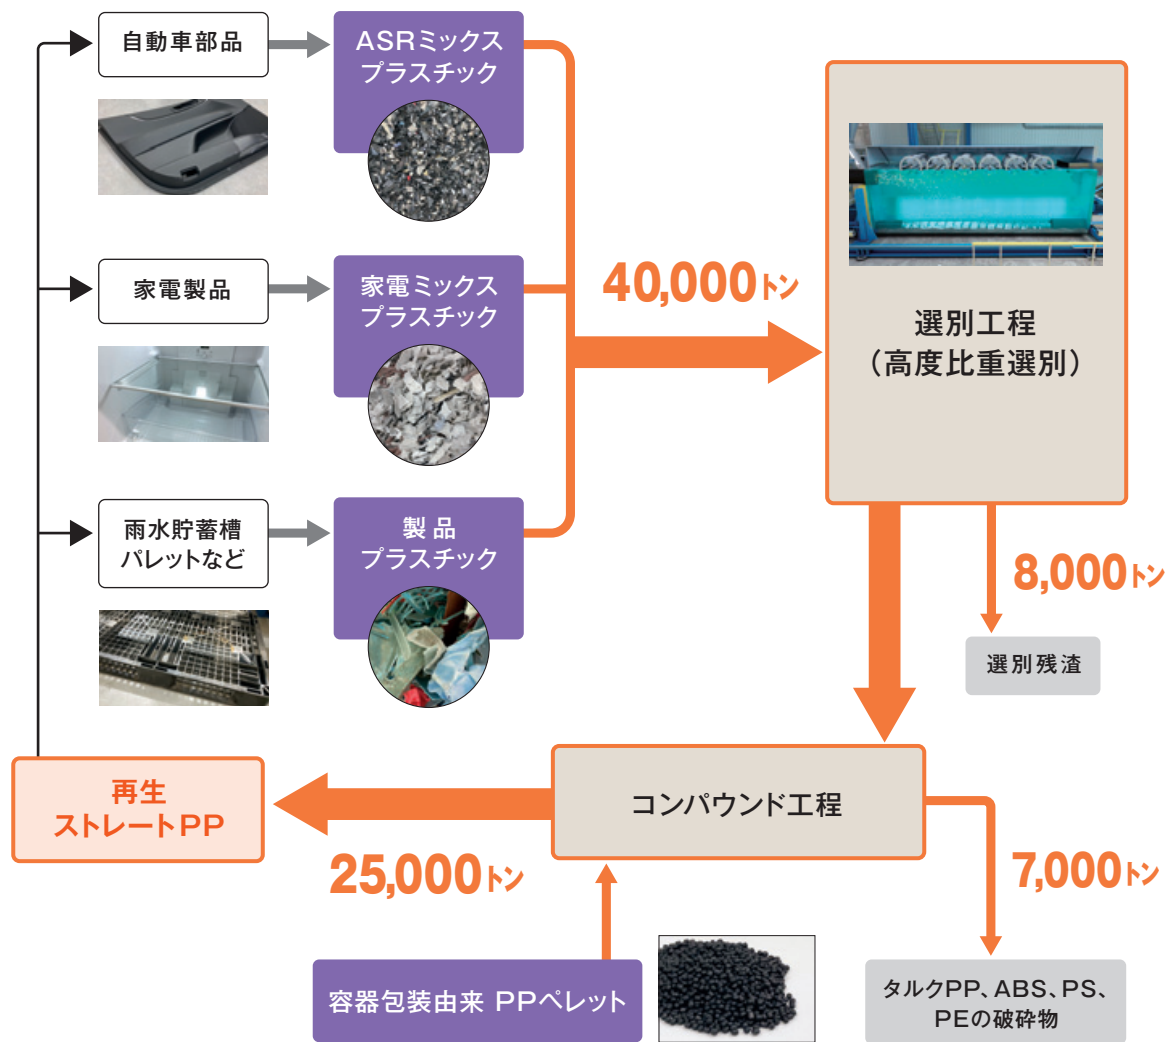 自動車部品
ASRミックス
プラスチック
家電製品
家電ミックス
プラスチック
40,000トン
選別工程
（高度比重選別）
雨水貯蓄槽
パレットなど
製品
プラスチック
8,000トン
選別残渣
再生
ストレートPP
コンパウンド工程
25,000トン
7,000トン
容器包装由来 PPペレット
タルクPP、ABS、PS、
PEの破砕物